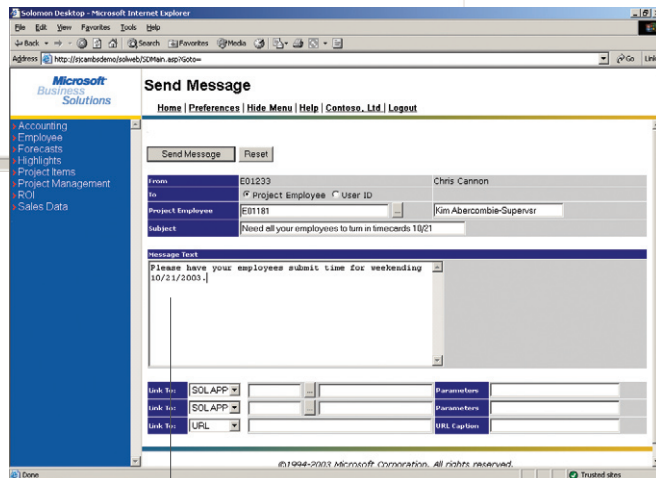 Solomon Desktop - Microsoft Internet Explorer
File Edit View Favorites Tools Help
Back Search Favorites Media
Address http://sjcambsdemo/solweb/SDMain.asp?Goto= Go Link
Microsoft
Business
Solutions
Send Message
Home | Preferences | Hide Menu | Help | Contoso, Ltd | Logout
Accounting
Employee
Forecasts
Highlights
Project Items
Project Management
ROI
Sales Data
Send Message Reset
From E01233 Chris Cannon
To Project Employee User ID
Project Employee E01181 ... Kim Abercombie-Supervsr
Subject Need all your employees to turn in timecards 10/21
Message Text
Please have your employees submit time for weekending
10/21/2003.
Link To: SOLAPP ... Parameters
Link To: SOLAPP ... Parameters
Link To: URL URL Caption
©1994-2003 Microsoft Corporation. All rights reserved.
Done Trusted sites